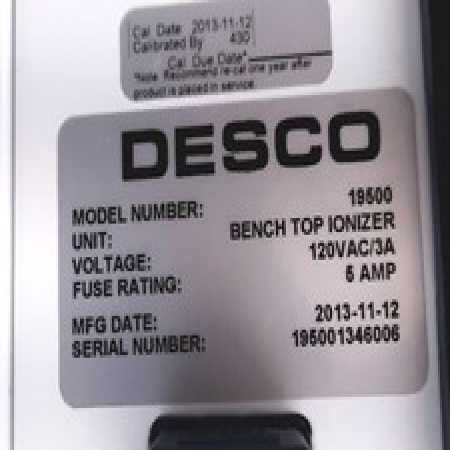 Cal Date 2013-11-12
Calibrated By 430
Cal. Due Date*
*Note: Recommend re-cal one year after
product is placed in service.
DESCO
MODEL NUMBER: 19500
UNIT: BENCH TOP IONIZER
VOLTAGE: 120VAC/3A
FUSE RATING: 5 AMP
MFG DATE: 2013-11-12
SERIAL NUMBER: 195001346006